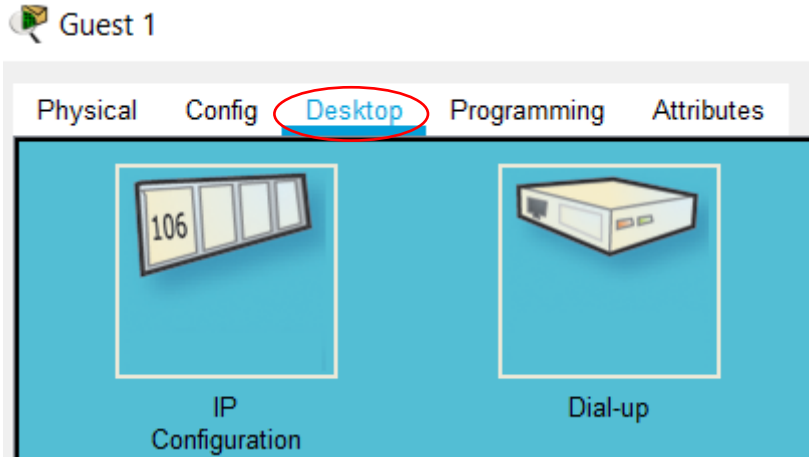 Guest 1
Physical Config Desktop Programming Attributes
106
IP
Configuration
Dial-up